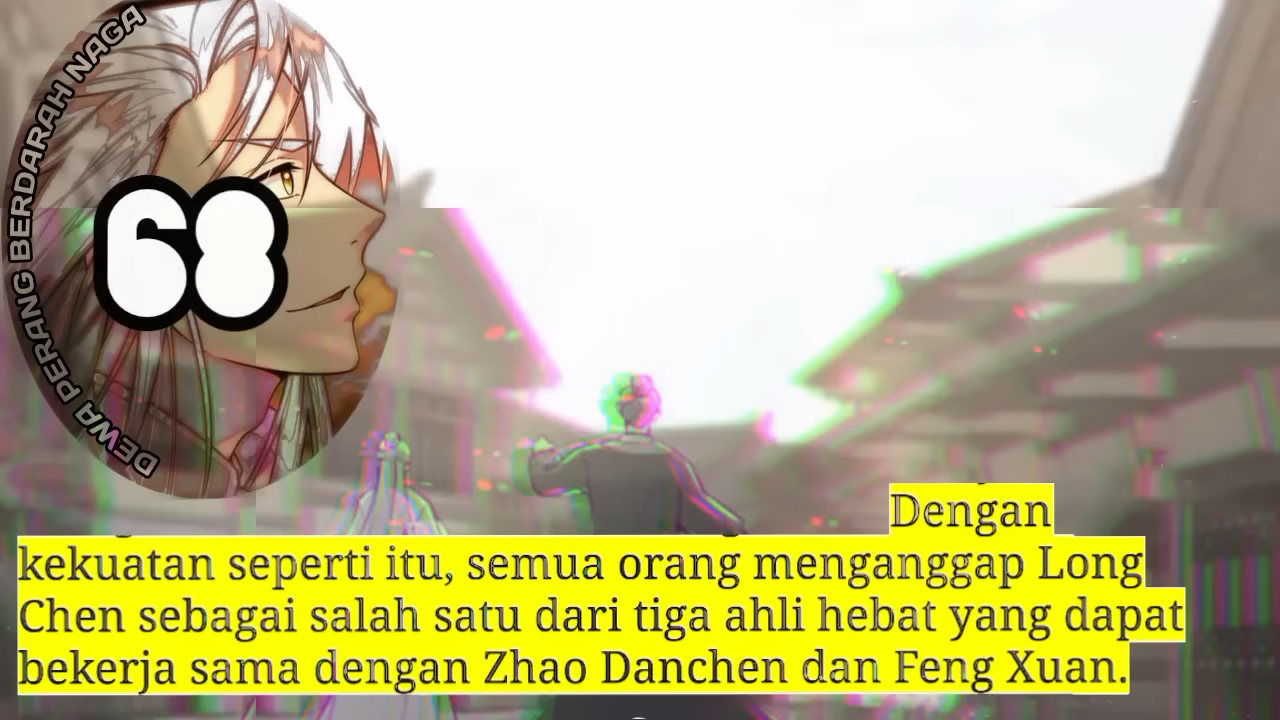 DEWA PERANG BERDARAH NAGA
68
Dengan
kekuatan seperti itu, semua orang menganggap Long
Chen sebagai salah satu dari tiga ahli hebat yang dapat
bekerja sama dengan Zhao Danchen dan Feng Xuan.